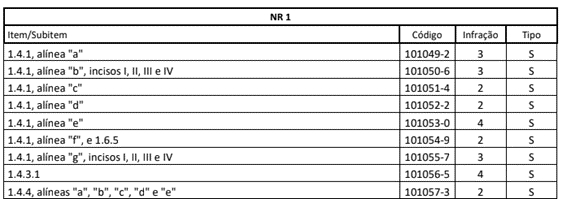 NR 1
Item/Subitem Código Infração Tipo
1.4.1, alínea "a" 101049-2 3 S
1.4.1, alínea "b", incisos I, II, III e IV 101050-6 3 S
1.4.1, alínea "c" 101051-4 2 S
1.4.1, alínea "d" 101052-2 2 S
1.4.1, alínea "e" 101053-0 4 S
1.4.1, alínea "f", e 1.6.5 101054-9 2 S
1.4.1, alínea "g", incisos I, II, III e IV 101055-7 3 S
1.4.3.1 101056-5 4 S
1.4.4, alíneas "a", "b", "c", "d" e "e" 101057-3 2 S